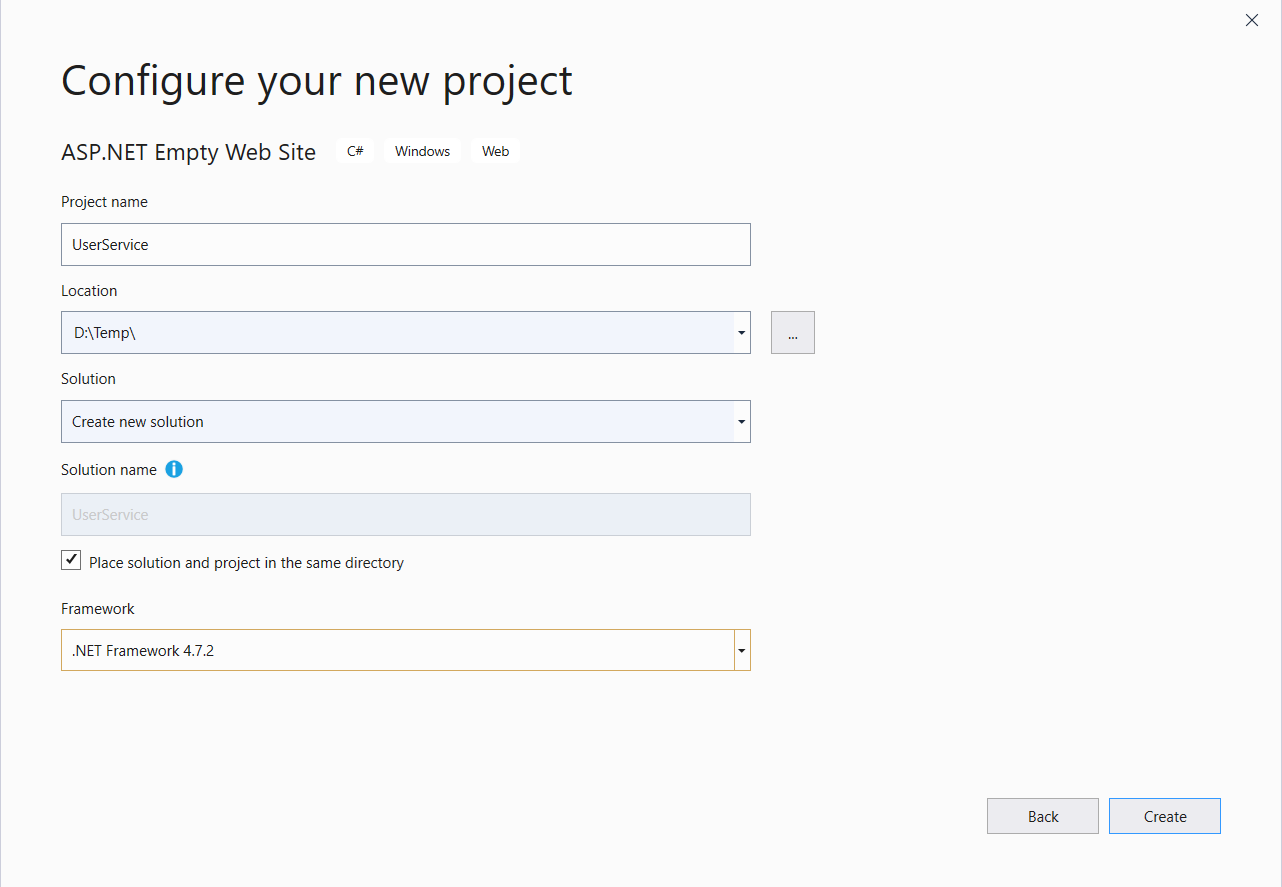 Configure your new project
ASP.NET Empty Web Site C# Windows Web
Project name
UserService
Location
D:\Temp\
...
Solution
Create new solution
Solution name
UserService
Place solution and project in the same directory
Framework
.NET Framework 4.7.2
Back Create